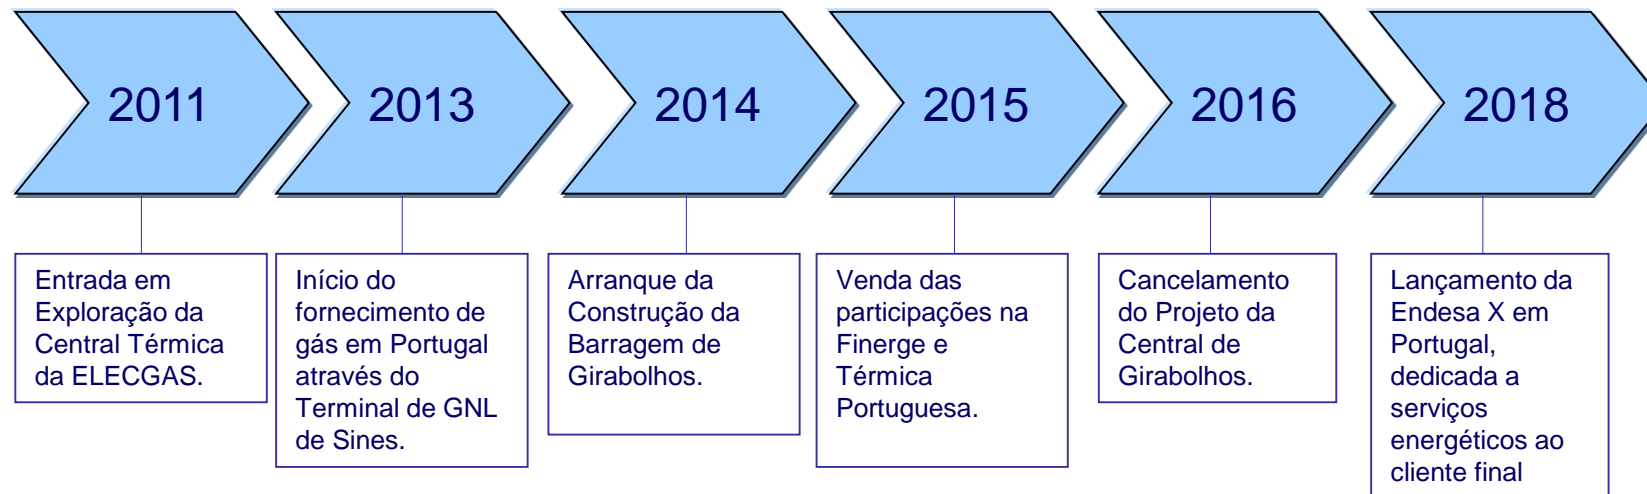 2011
2013
2014
2015
2016
2018
Entrada em
Exploração da
Central Térmica
da ELECGAS.
Início do
fornecimento de
gás em Portugal
através do
Terminal de GNL
de Sines.
Arranque da
Construção da
Barragem de
Girabolhos.
Venda das
participações na
Finerge e
Térmica
Portuguesa.
Cancelamento
do Projeto da
Central de
Girabolhos.
Lançamento da
Endesa X em
Portugal,
dedicada a
serviços
energéticos ao
cliente final